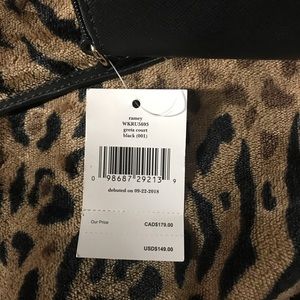 ramey
WKRU5695
greta court
black (001)
0 98687 29213 9
debuted on 09-22-2018
Our Price
CAD$179.00
USD$149.00